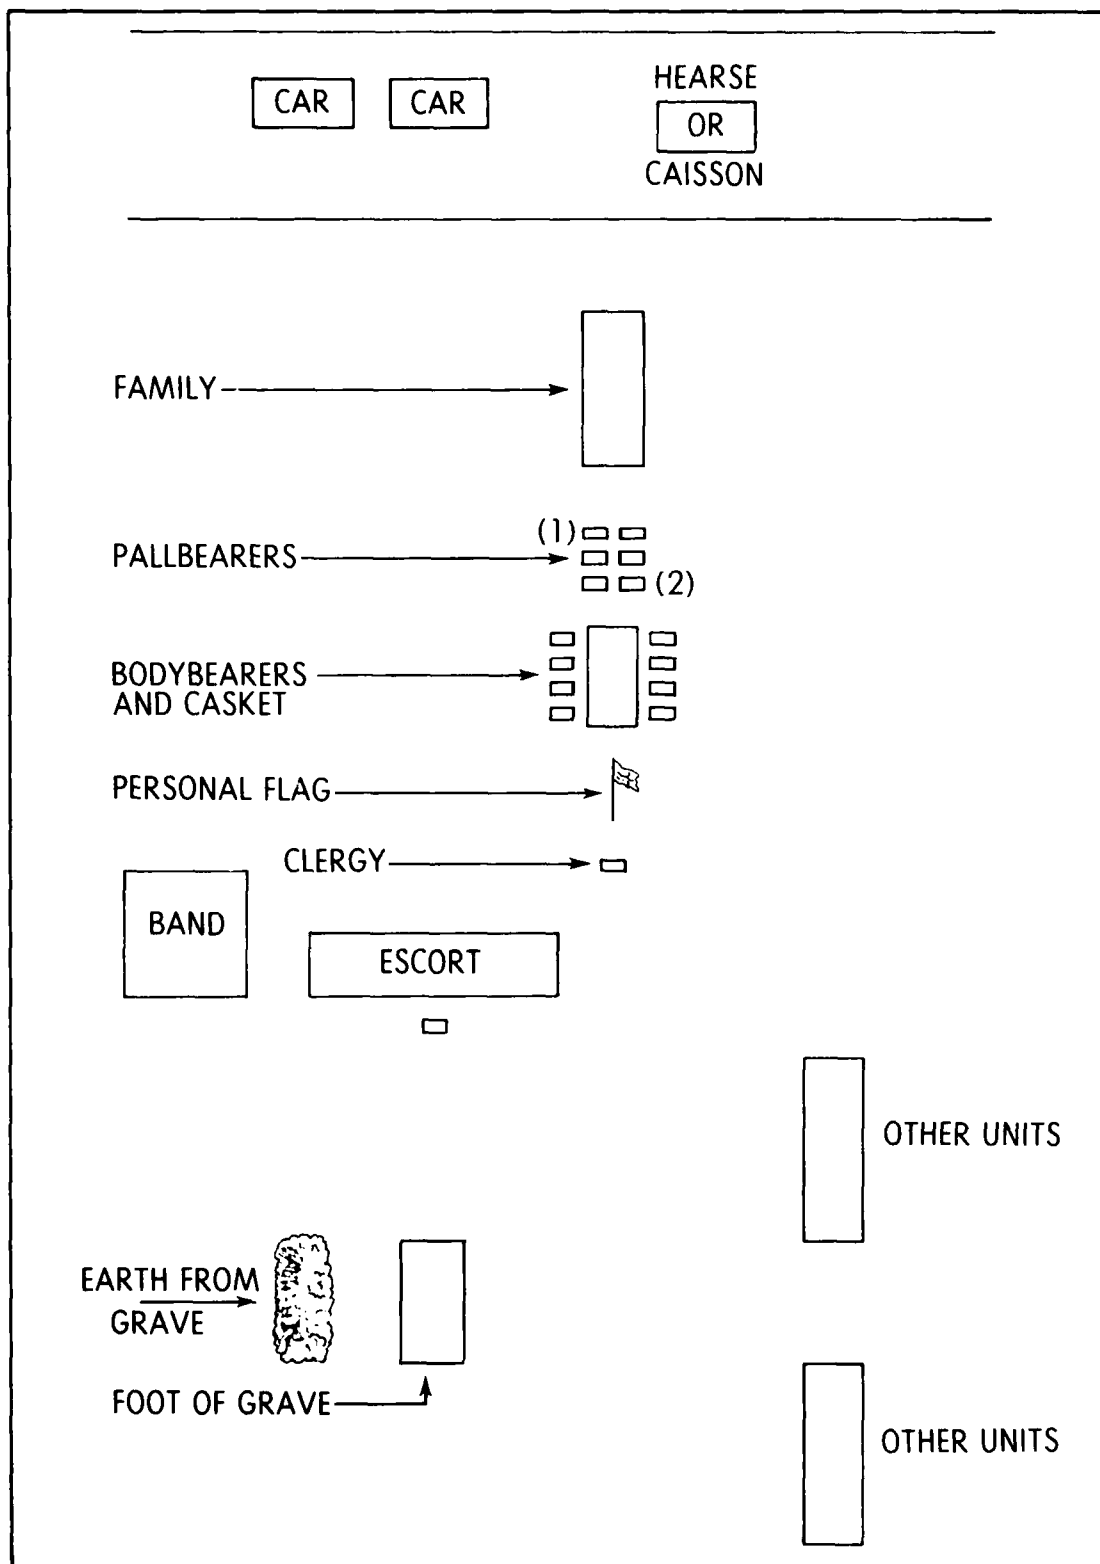 CAR
CAR
HEARSE
OR
CAISSON
FAMILY
(1)
PALLBEARERS
(2)
BODYBEARERS
AND CASKET
PERSONAL FLAG
CLERGY
BAND
ESCORT
OTHER UNITS
EARTH FROM
GRAVE
FOOT OF GRAVE
OTHER UNITS